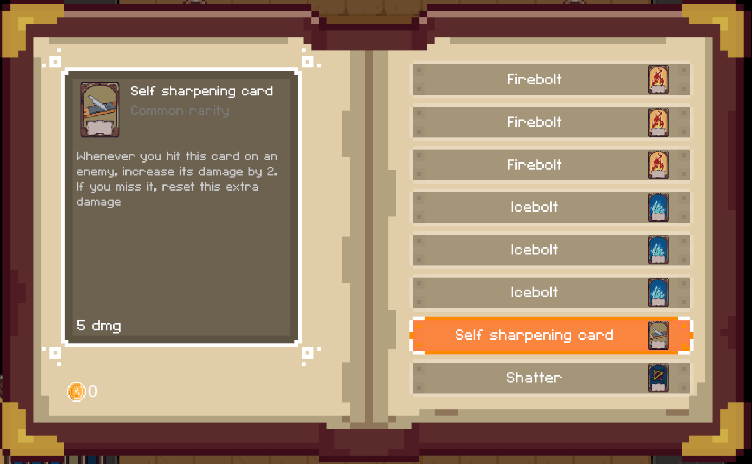 Self sharpening card
Common rarity
Whenever you hit this card on an
enemy, increase its damage by 2.
If you miss it, reset this extra
damage
5 dmg
0
Firebolt
Firebolt
Firebolt
Icebolt
Icebolt
Icebolt
Self sharpening card
Shatter